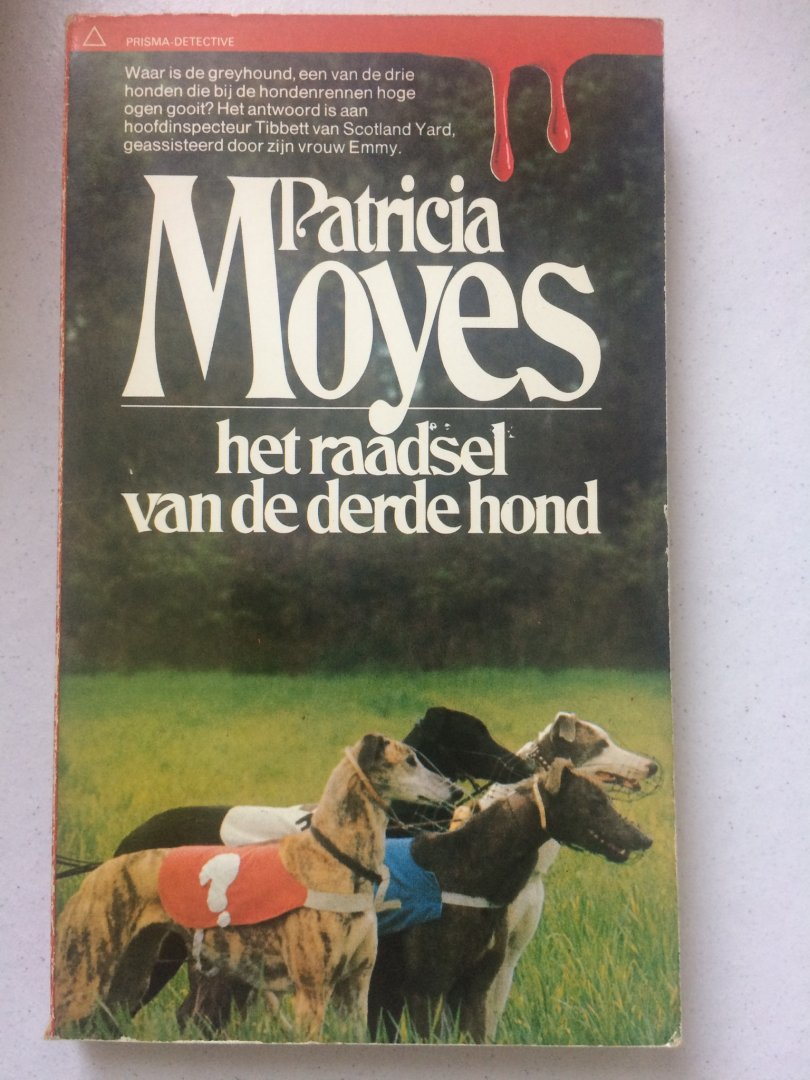 PRISMA-DETECTIVE
Waar is de greyhound, een van de drie
honden die bij de hondenrennen hoge
ogen gooit? Het antwoord is aan
hoofdinspecteur Tibbett van Scotland Yard,
geassisteerd door zijn vrouw Emmy.
Patricia
Moyes
het raadsel
van de derde hond
?